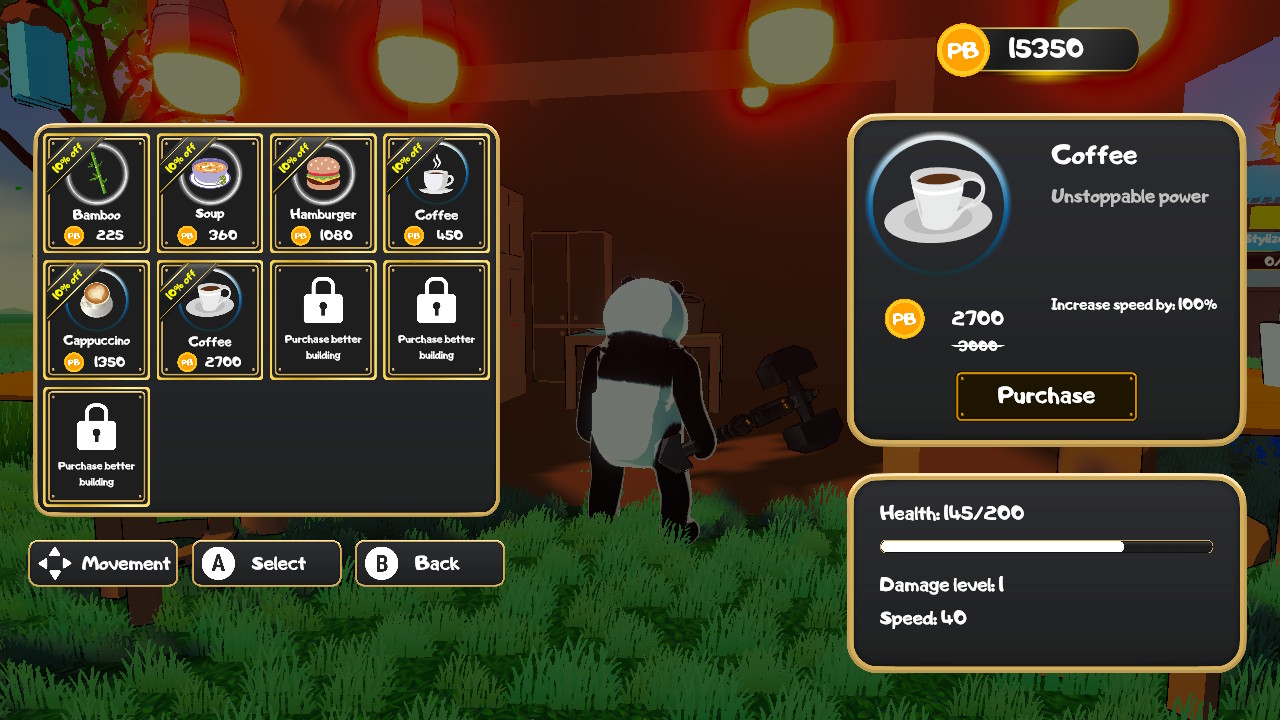 PB 15350
10% off
10% off
10% off
10% off
Bamboo
Soup
Hamburger
Coffee
PB 225
PB 360
PB 1080
PB 450
10% off
10% off
Cappuccino
Coffee
Purchase better
building
Purchase better
building
PB 1350
PB 2700
Purchase better
building
Movement
A Select
B Back
Coffee
Unstoppable power
Increase speed by: 100%
PB 2700
3000
Purchase
Health: 145/200
Damage level: 1
Speed: 40